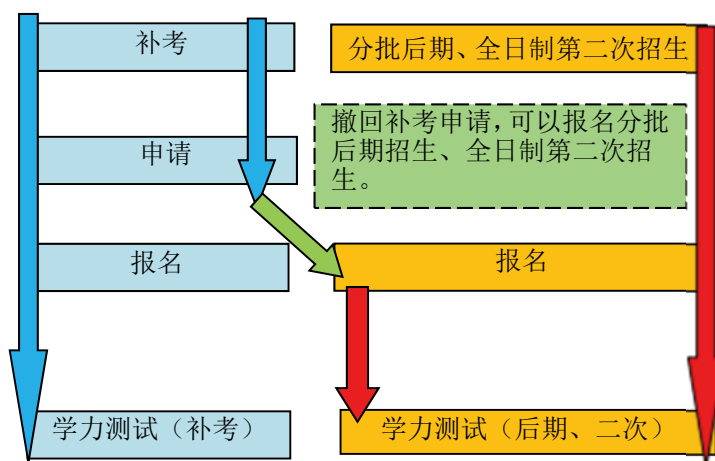 补考
分批后期、全日制第二次招生
撤回补考申请，可以报名分批
后期招生、全日制第二次招
生。
申请
报名
报名
学力测试（补考）
学力测试（后期、二次）